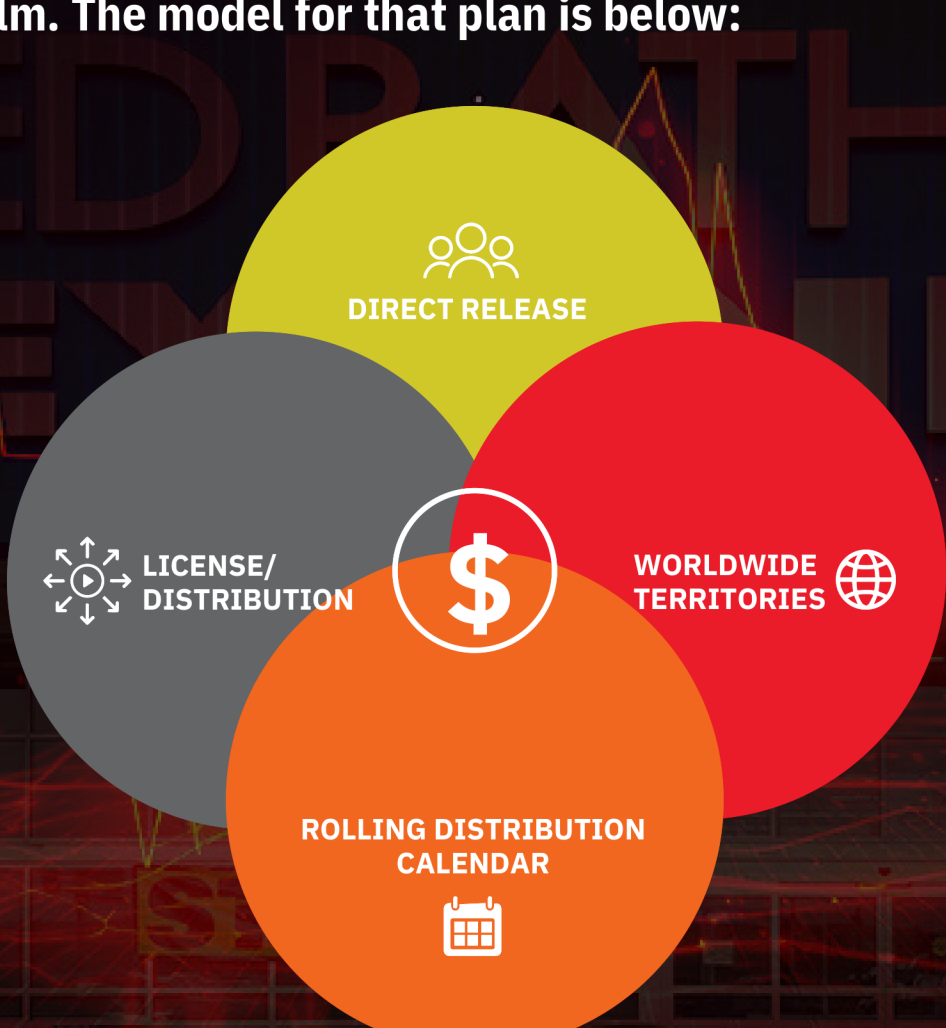 lm. The model for that plan is below:
DIRECT RELEASE
LICENSE/
DISTRIBUTION
$
WORLDWIDE
TERRITORIES
ROLLING DISTRIBUTION
CALENDAR